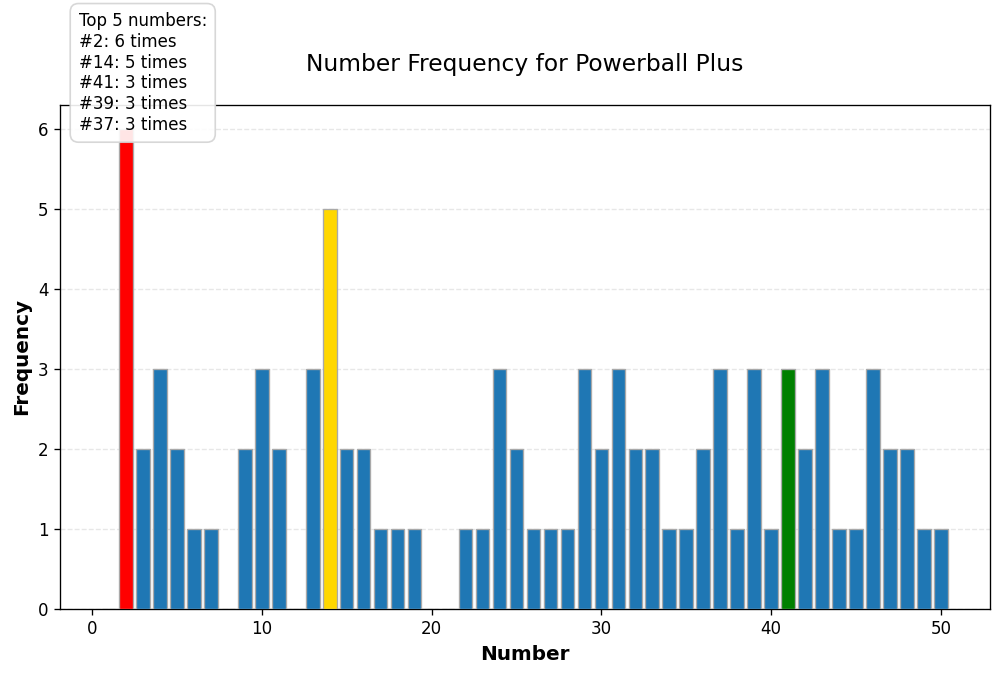 Top 5 numbers:
#2: 6 times
#14: 5 times
#41: 3 times
#39: 3 times
#37: 3 times
Number Frequency for Powerball Plus
Frequency
6
5
4
3
2
1
0
0 10 20 30 40 50
Number